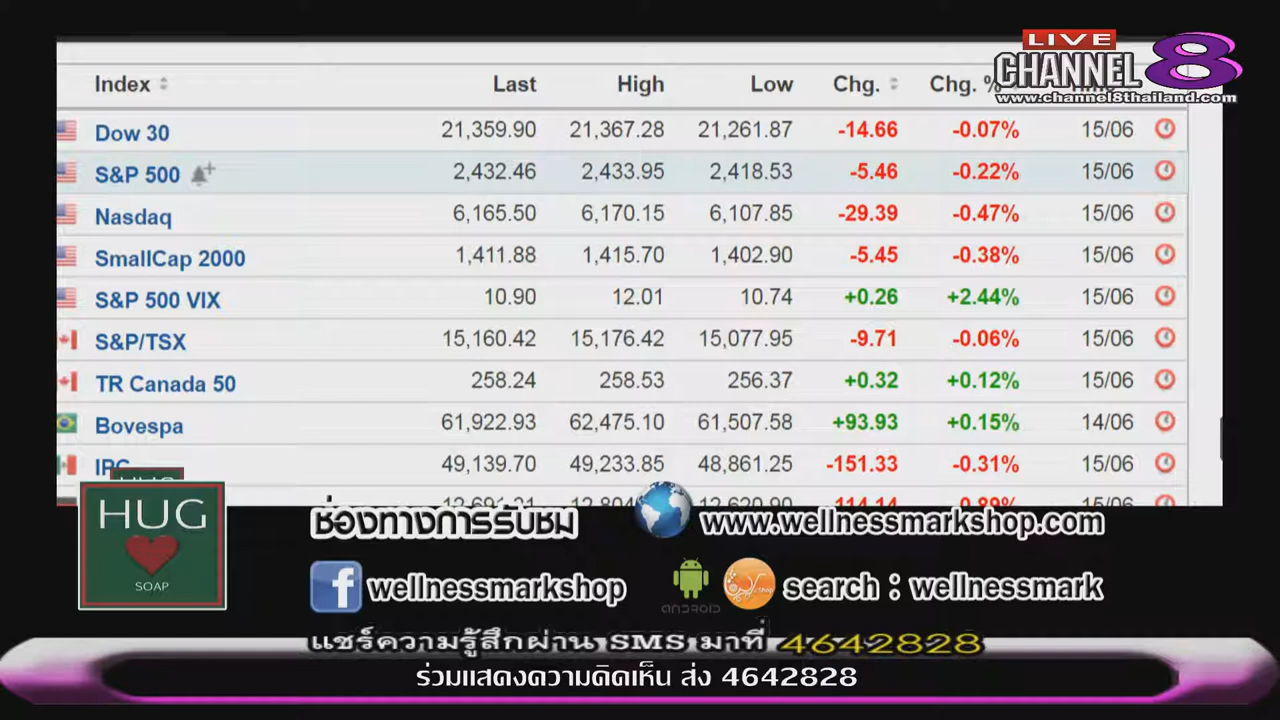 LIVE
CHANNEL 8
www.channel8thailand.com
Index Last High Low Chg. Chg. %
Dow 30 21,359.90 21,367.28 21,261.87 -14.66 -0.07% 15/06
S&P 500 2,432.46 2,433.95 2,418.53 -5.46 -0.22% 15/06
Nasdaq 6,165.50 6,170.15 6,107.85 -29.39 -0.47% 15/06
SmallCap 2000 1,411.88 1,415.70 1,402.90 -5.45 -0.38% 15/06
S&P 500 VIX 10.90 12.01 10.74 +0.26 +2.44% 15/06
S&P/TSX 15,160.42 15,176.42 15,077.95 -9.71 -0.06% 15/06
TR Canada 50 258.24 258.53 256.37 +0.32 +0.12% 15/06
Bovespa 61,922.93 62,475.10 61,507.58 +93.93 +0.15% 14/06
IPC 49,139.70 49,233.85 48,861.25 -151.33 -0.31% 15/06
HUG
SOAP
ช่องทางการรับชม www.wellnessmarkshop.com
wellnessmarkshop search : wellnessmark
ANDROID
แชร์ความรู้สึกผ่าน SMS มาที่ 4642828
ร่วมแสดงความคิดเห็น ส่ง 4642828